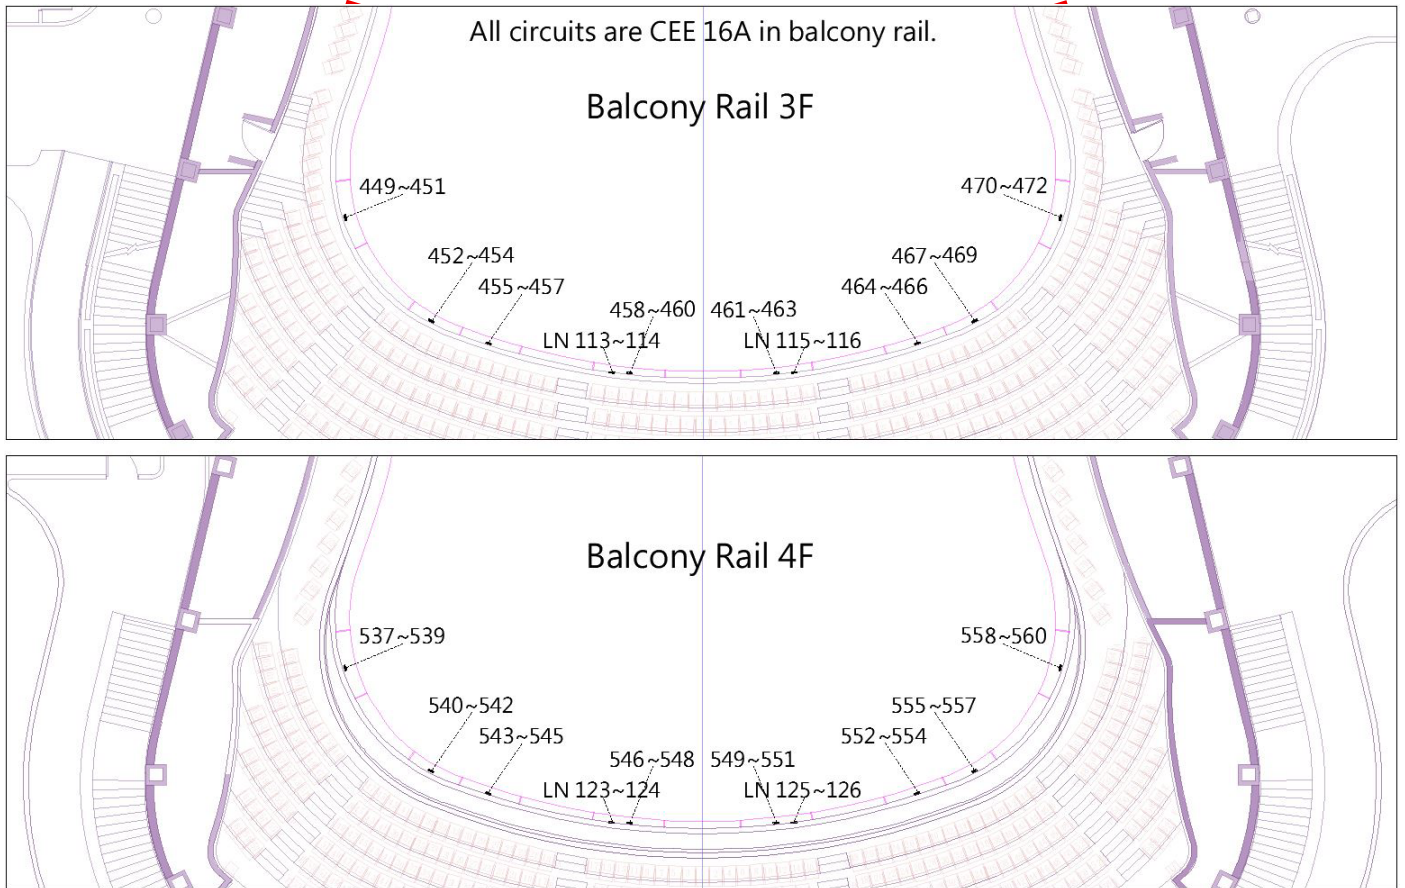 All circuits are CEE 16A in balcony rail.
Balcony Rail 3F
449~451
470~472
452~454
467~469
455~457
464~466
458~460
461~463
LN 113~114
LN 115~116
Balcony Rail 4F
537~539
558~560
540~542
555~557
543~545
552~554
546~548
549~551
LN 123~124
LN 125~126